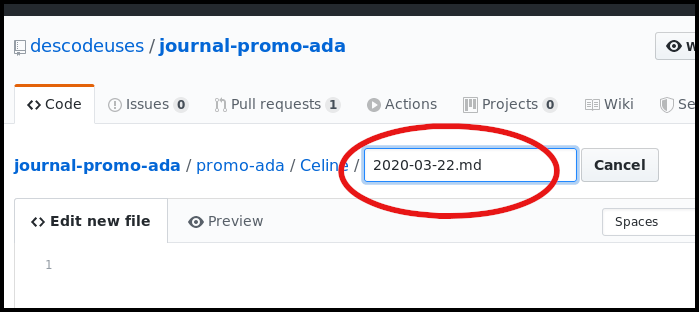 descodeuses / journal-promo-ada
Code Issues 0 Pull requests 1 Actions Projects 0 Wiki Se
journal-promo-ada / promo-ada / Celine / 2020-03-22.md Cancel
Edit new file Preview Spaces
1